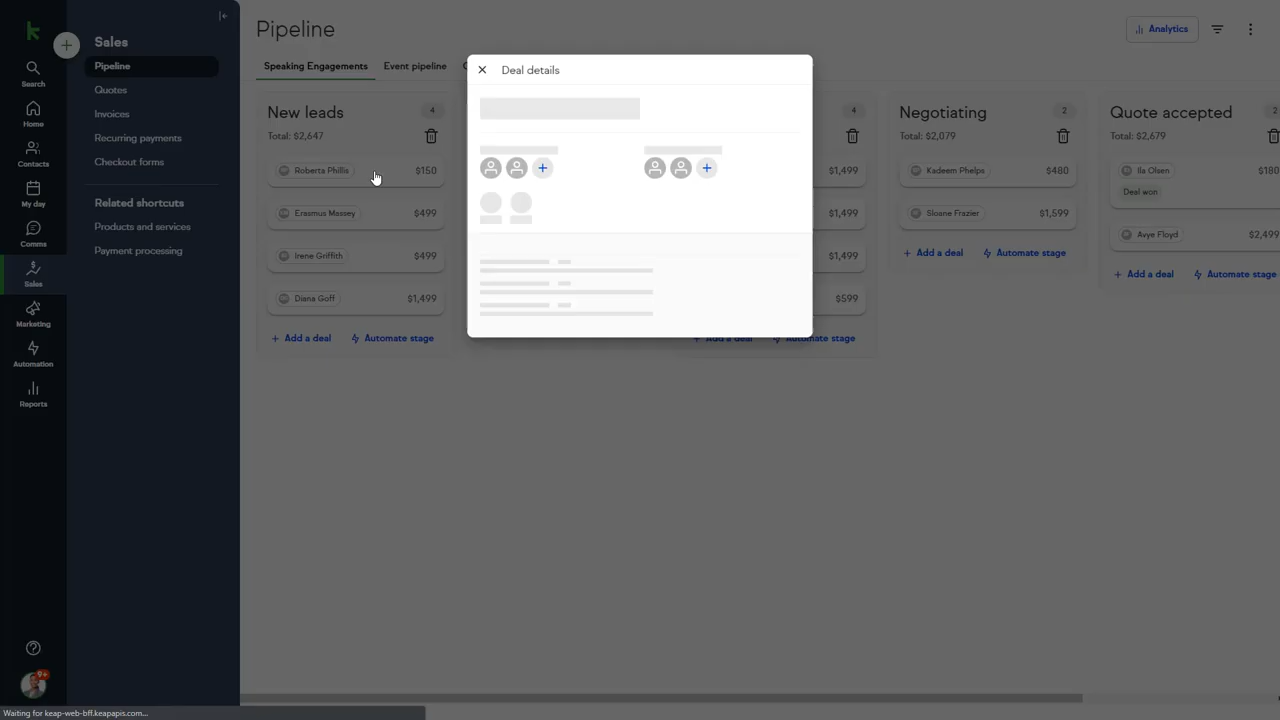 Search
Home
Contacts
My day
Comms
Sales
Marketing
Automation
Reports
9+
Sales
Pipeline
Quotes
Invoices
Recurring payments
Checkout forms
Related shortcuts
Products and services
Payment processing
Pipeline
Analytics
Speaking Engagements
Event pipeline
Deal details
New leads
4
Total: $2,647
Roberta Phillis
$150
Erasmus Massey
$499
Irene Griffith
$499
Diana Goff
$1,499
Add a deal
Automate stage
4
$1,499
$1,499
$1,499
$599
Add a deal
Automate stage
Negotiating
2
Total: $2,079
Kadeem Phelps
$480
Sloane Frazier
$1,599
Add a deal
Automate stage
Quote accepted
2
Total: $2,679
Ila Olsen
$180
Deal won
Avye Floyd
$2,499
Add a deal
Automate stage
Waiting for keap-web-bff.keapapis.com...